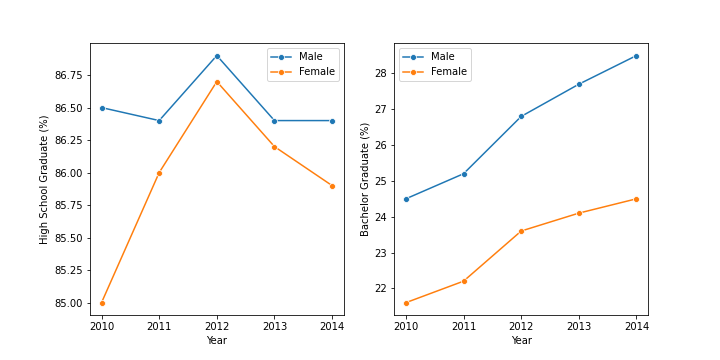 Male
Female
86.75
86.50
86.25
86.00
85.75
85.50
85.25
85.00
High School Graduate (%)
2010 2011 2012 2013 2014
Year
Male
Female
28
27
26
25
24
23
22
Bachelor Graduate (%)
2010 2011 2012 2013 2014
Year